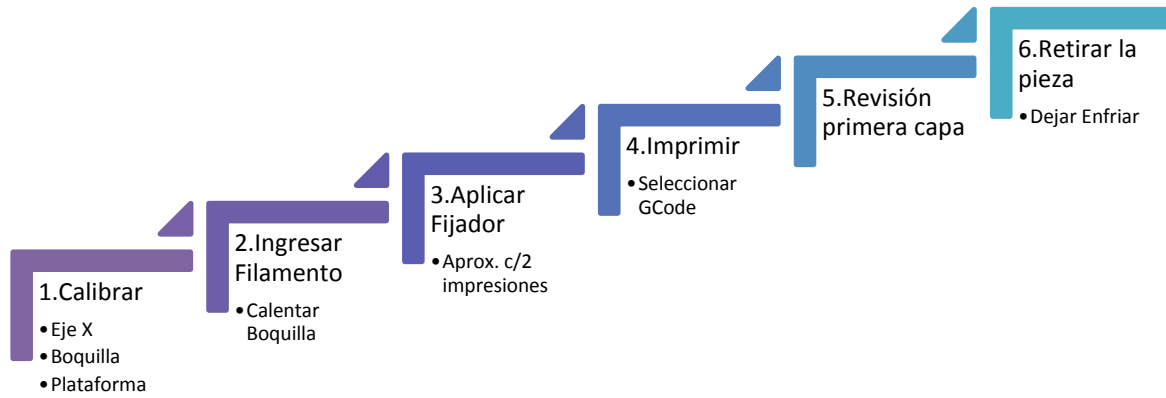 1.Calibrar
•Eje X
•Boquilla
•Plataforma
2.Ingresar
Filamento
•Calentar
Boquilla
3.Aplicar
Fijador
•Aprox. c/2
impresiones
4.Imprimir
•Seleccionar
GCode
5.Revisión
primera capa
6.Retirar la
pieza
•Dejar Enfriar